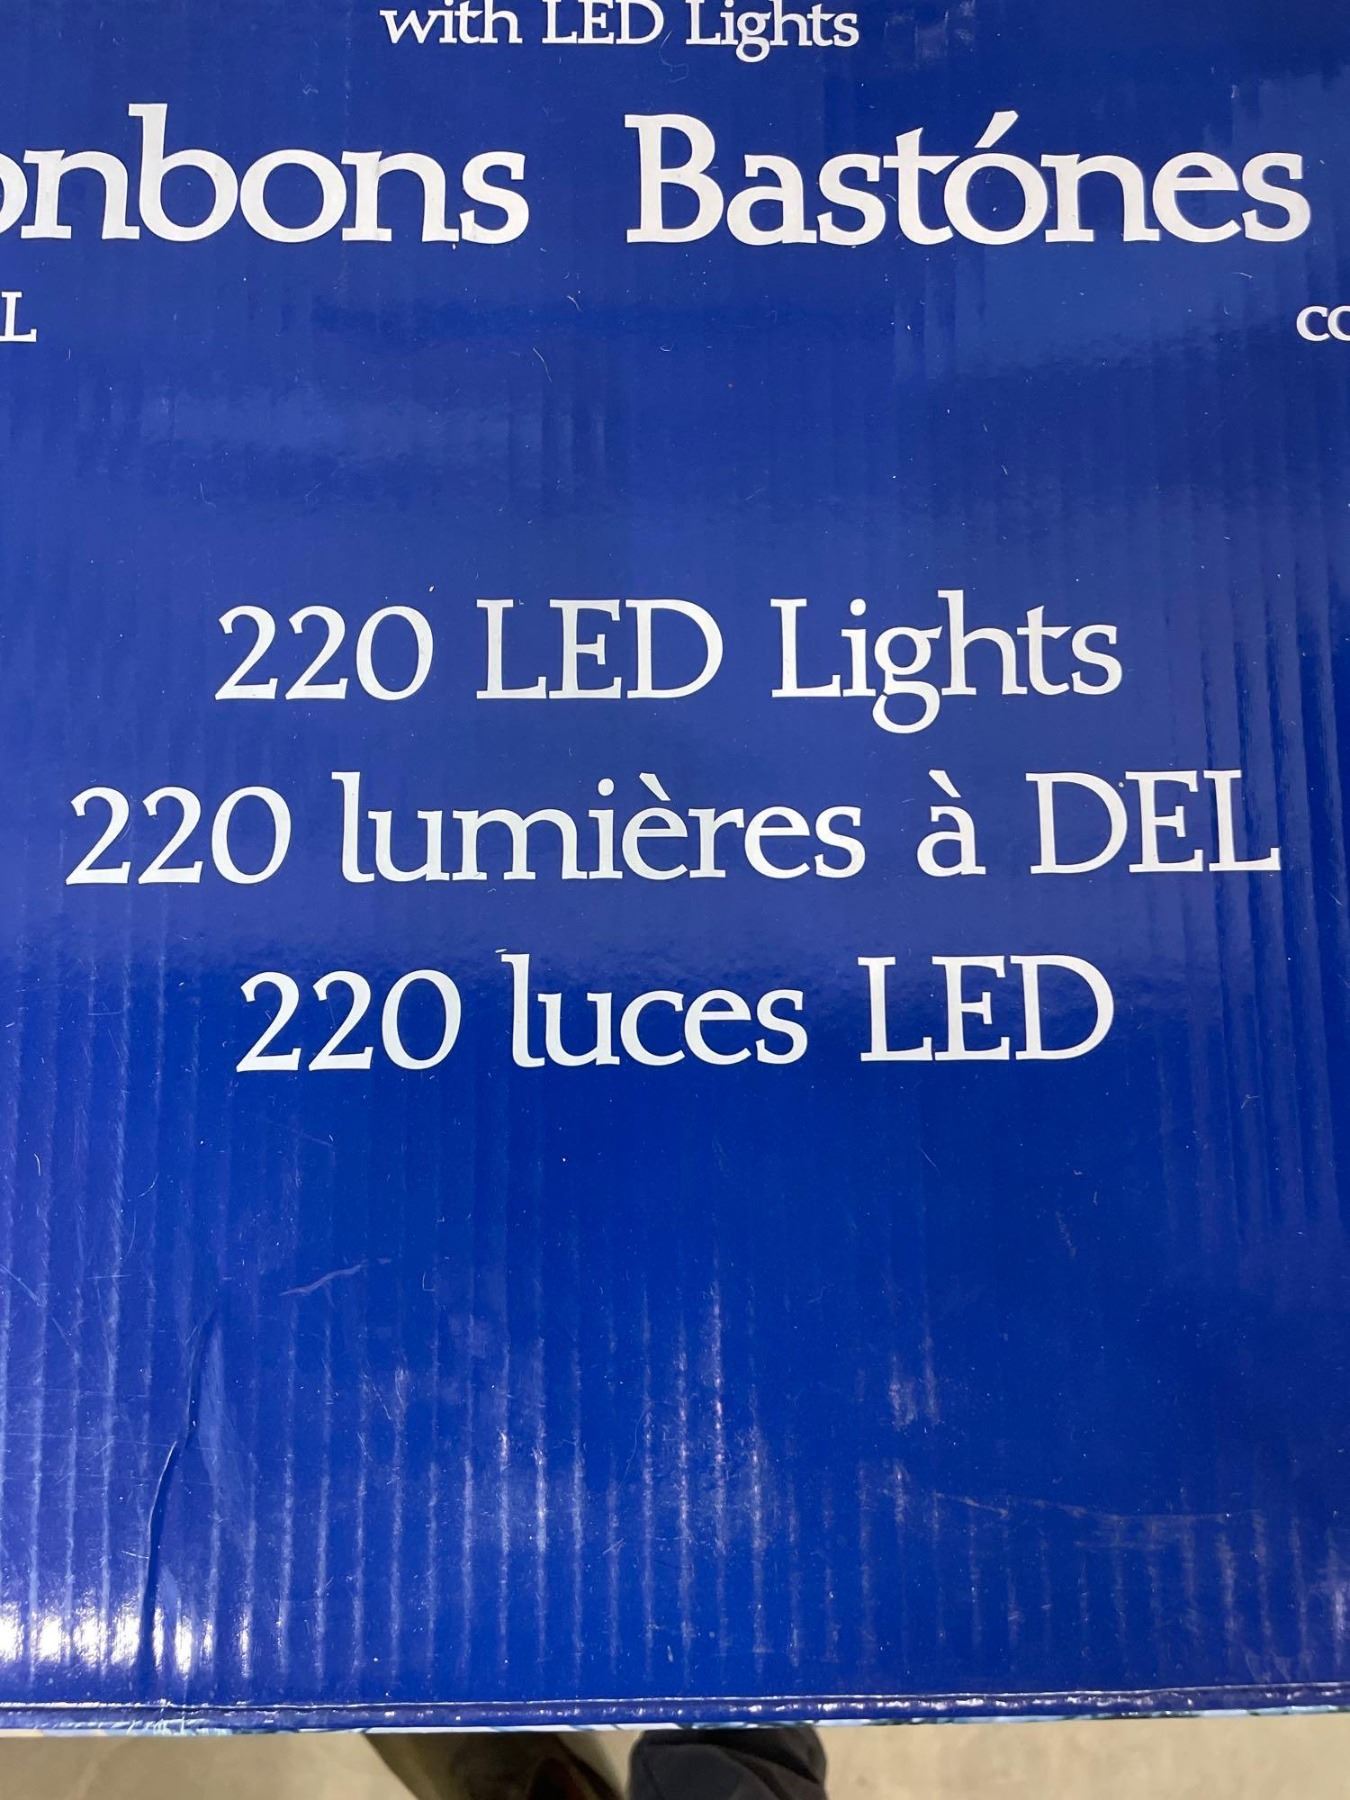 with LED Lights
onbons Bastónes
L
co
220 LED Lights
220 lumières à DEL
220 luces LED